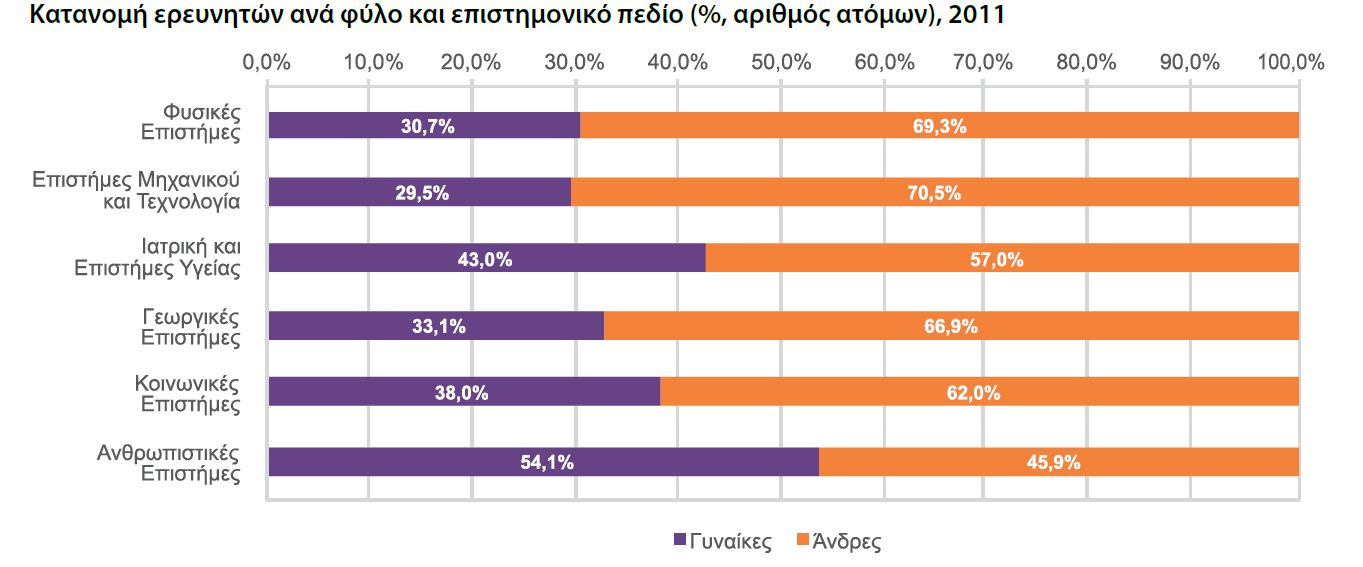 Κατανομή ερευνητών ανά φύλο και επιστημονικό πεδίο (%, αριθμός ατόμων), 2011
0,0% 10,0% 20,0% 30,0% 40,0% 50,0% 60,0% 70,0% 80,0% 90,0% 100,0%
Φυσικές
Επιστήμες
30,7% 69,3%
Επιστήμες Μηχανικού
και Τεχνολογία
29,5% 70,5%
Ιατρική και
Επιστήμες Υγείας
43,0% 57,0%
Γεωργικές
Επιστήμες
33,1% 66,9%
Κοινωνικές
Επιστήμες
38,0% 62,0%
Ανθρωπιστικές
Επιστήμες
54,1% 45,9%
Γυναίκες Άνδρες